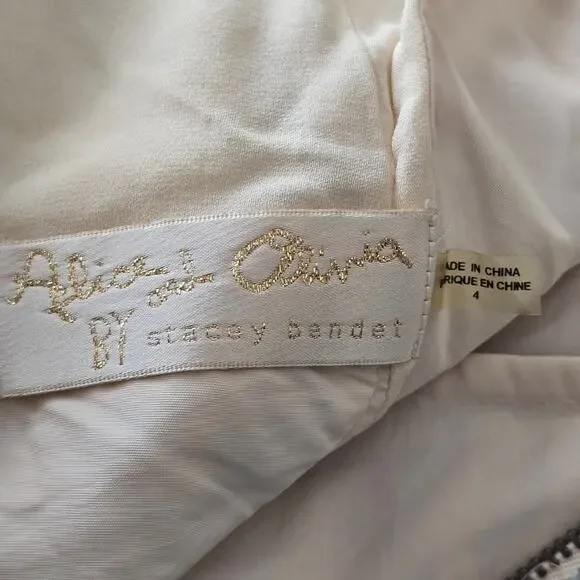 Alice and Olivia
BY stacey bendet
ADE IN CHINA
RIQUE EN CHINE
4